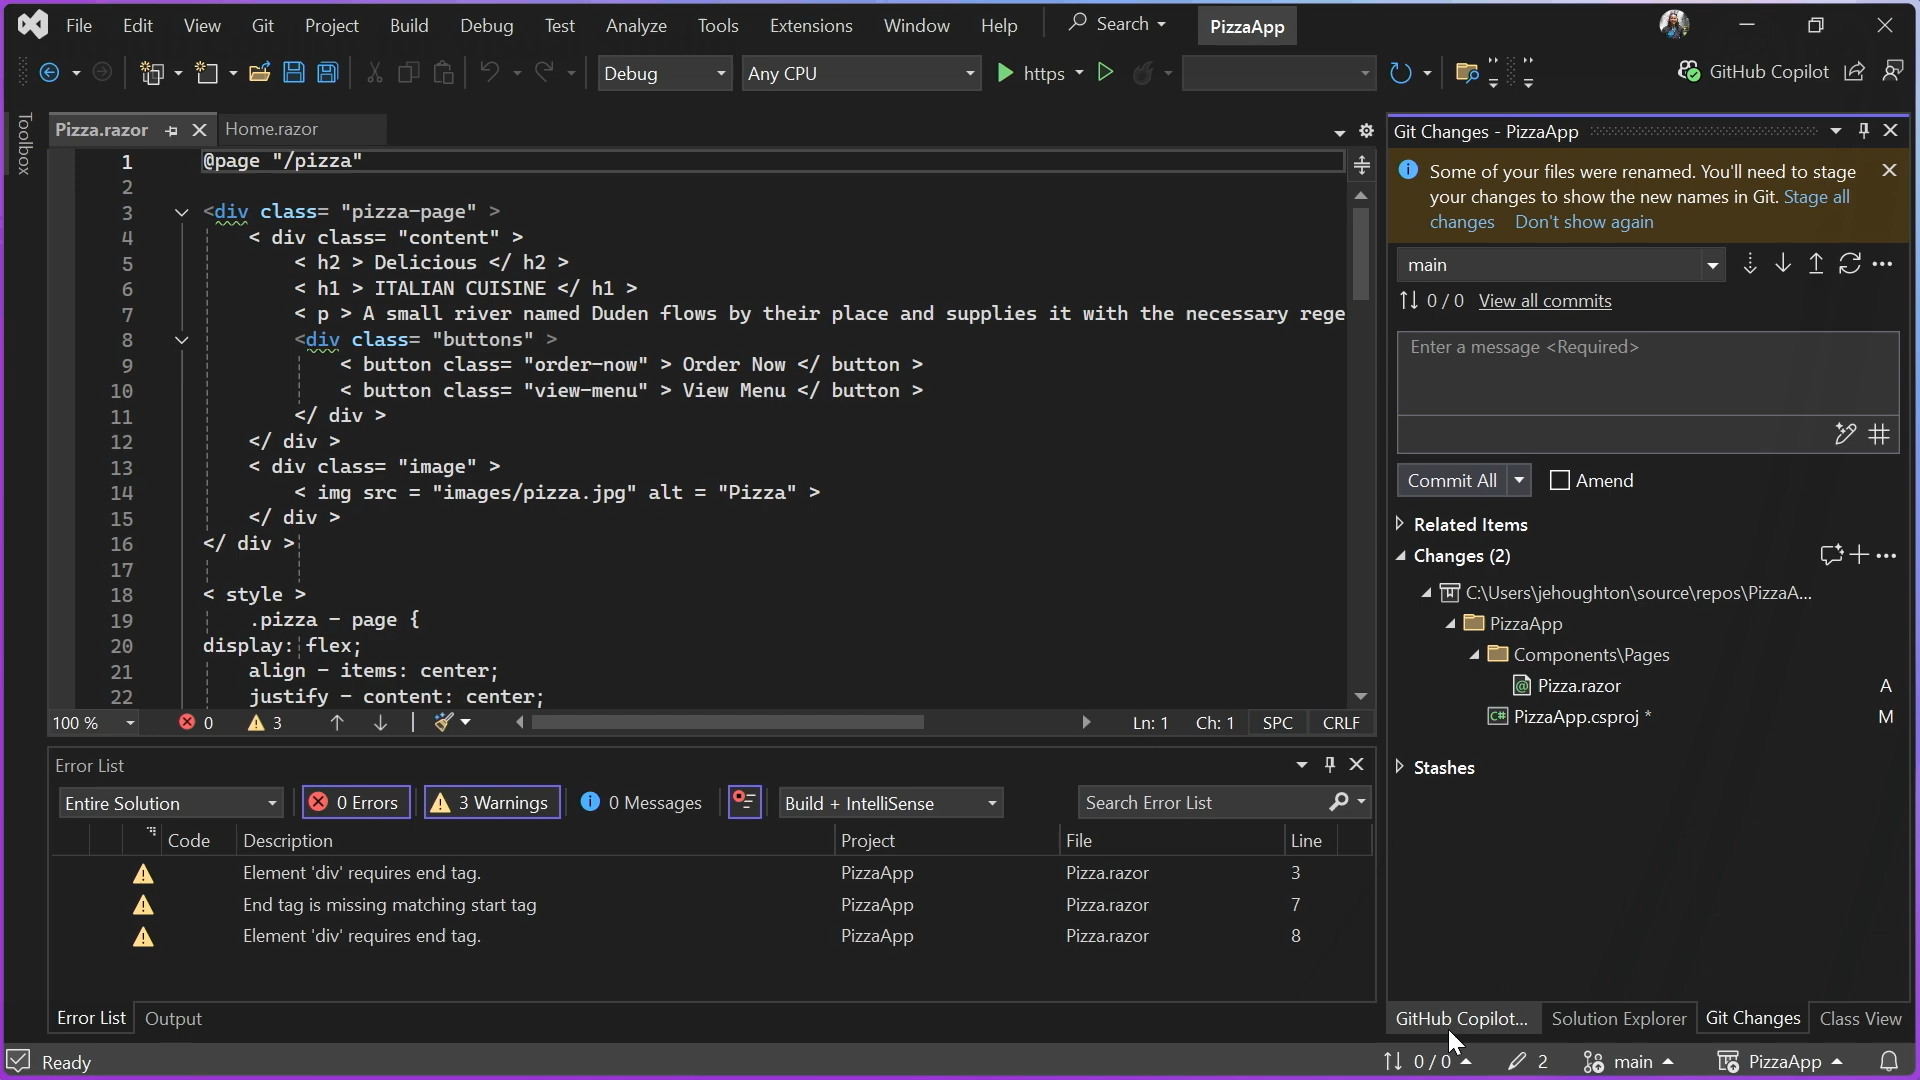 File Edit View Git Project Build Debug Test Analyze Tools Extensions Window Help Search PizzaApp
Debug Any CPU https GitHub Copilot
Toolbox
Pizza.razor Home.razor
1 @page "/pizza"
2
3 <div class= "pizza-page" >
4 < div class= "content" >
5 < h2 > Delicious </ h2 >
6 < h1 > ITALIAN CUISINE </ h1 >
7 < p > A small river named Duden flows by their place and supplies it with the necessary rege
8 <div class= "buttons" >
9 < button class= "order-now" > Order Now </ button >
10 < button class= "view-menu" > View Menu </ button >
11 </ div >
12 </ div >
13 < div class= "image" >
14 < img src = "images/pizza.jpg" alt = "Pizza" >
15 </ div >
16 </ div >
17
18 < style >
19 .pizza - page {
20 display: flex;
21 align - items: center;
22 justify - content: center;
100 % 0 3 Ln: 1 Ch: 1 SPC CRLF
Error List
Entire Solution 0 Errors 3 Warnings 0 Messages Build + IntelliSense Search Error List
Code Description Project File Line
Element 'div' requires end tag. PizzaApp Pizza.razor 3
End tag is missing matching start tag PizzaApp Pizza.razor 7
Element 'div' requires end tag. PizzaApp Pizza.razor 8
Error List Output
Git Changes - PizzaApp
Some of your files were renamed. You'll need to stage
your changes to show the new names in Git. Stage all
changes Don't show again
main
0 / 0 View all commits
Enter a message <Required>
Commit All Amend
Related Items
Changes (2)
C:\Users\jehoughton\source\repos\PizzaA...
PizzaApp
Components\Pages
Pizza.razor A
PizzaApp.csproj * M
Stashes
GitHub Copilot... Solution Explorer Git Changes Class View
Ready 0 / 0 2 main PizzaApp